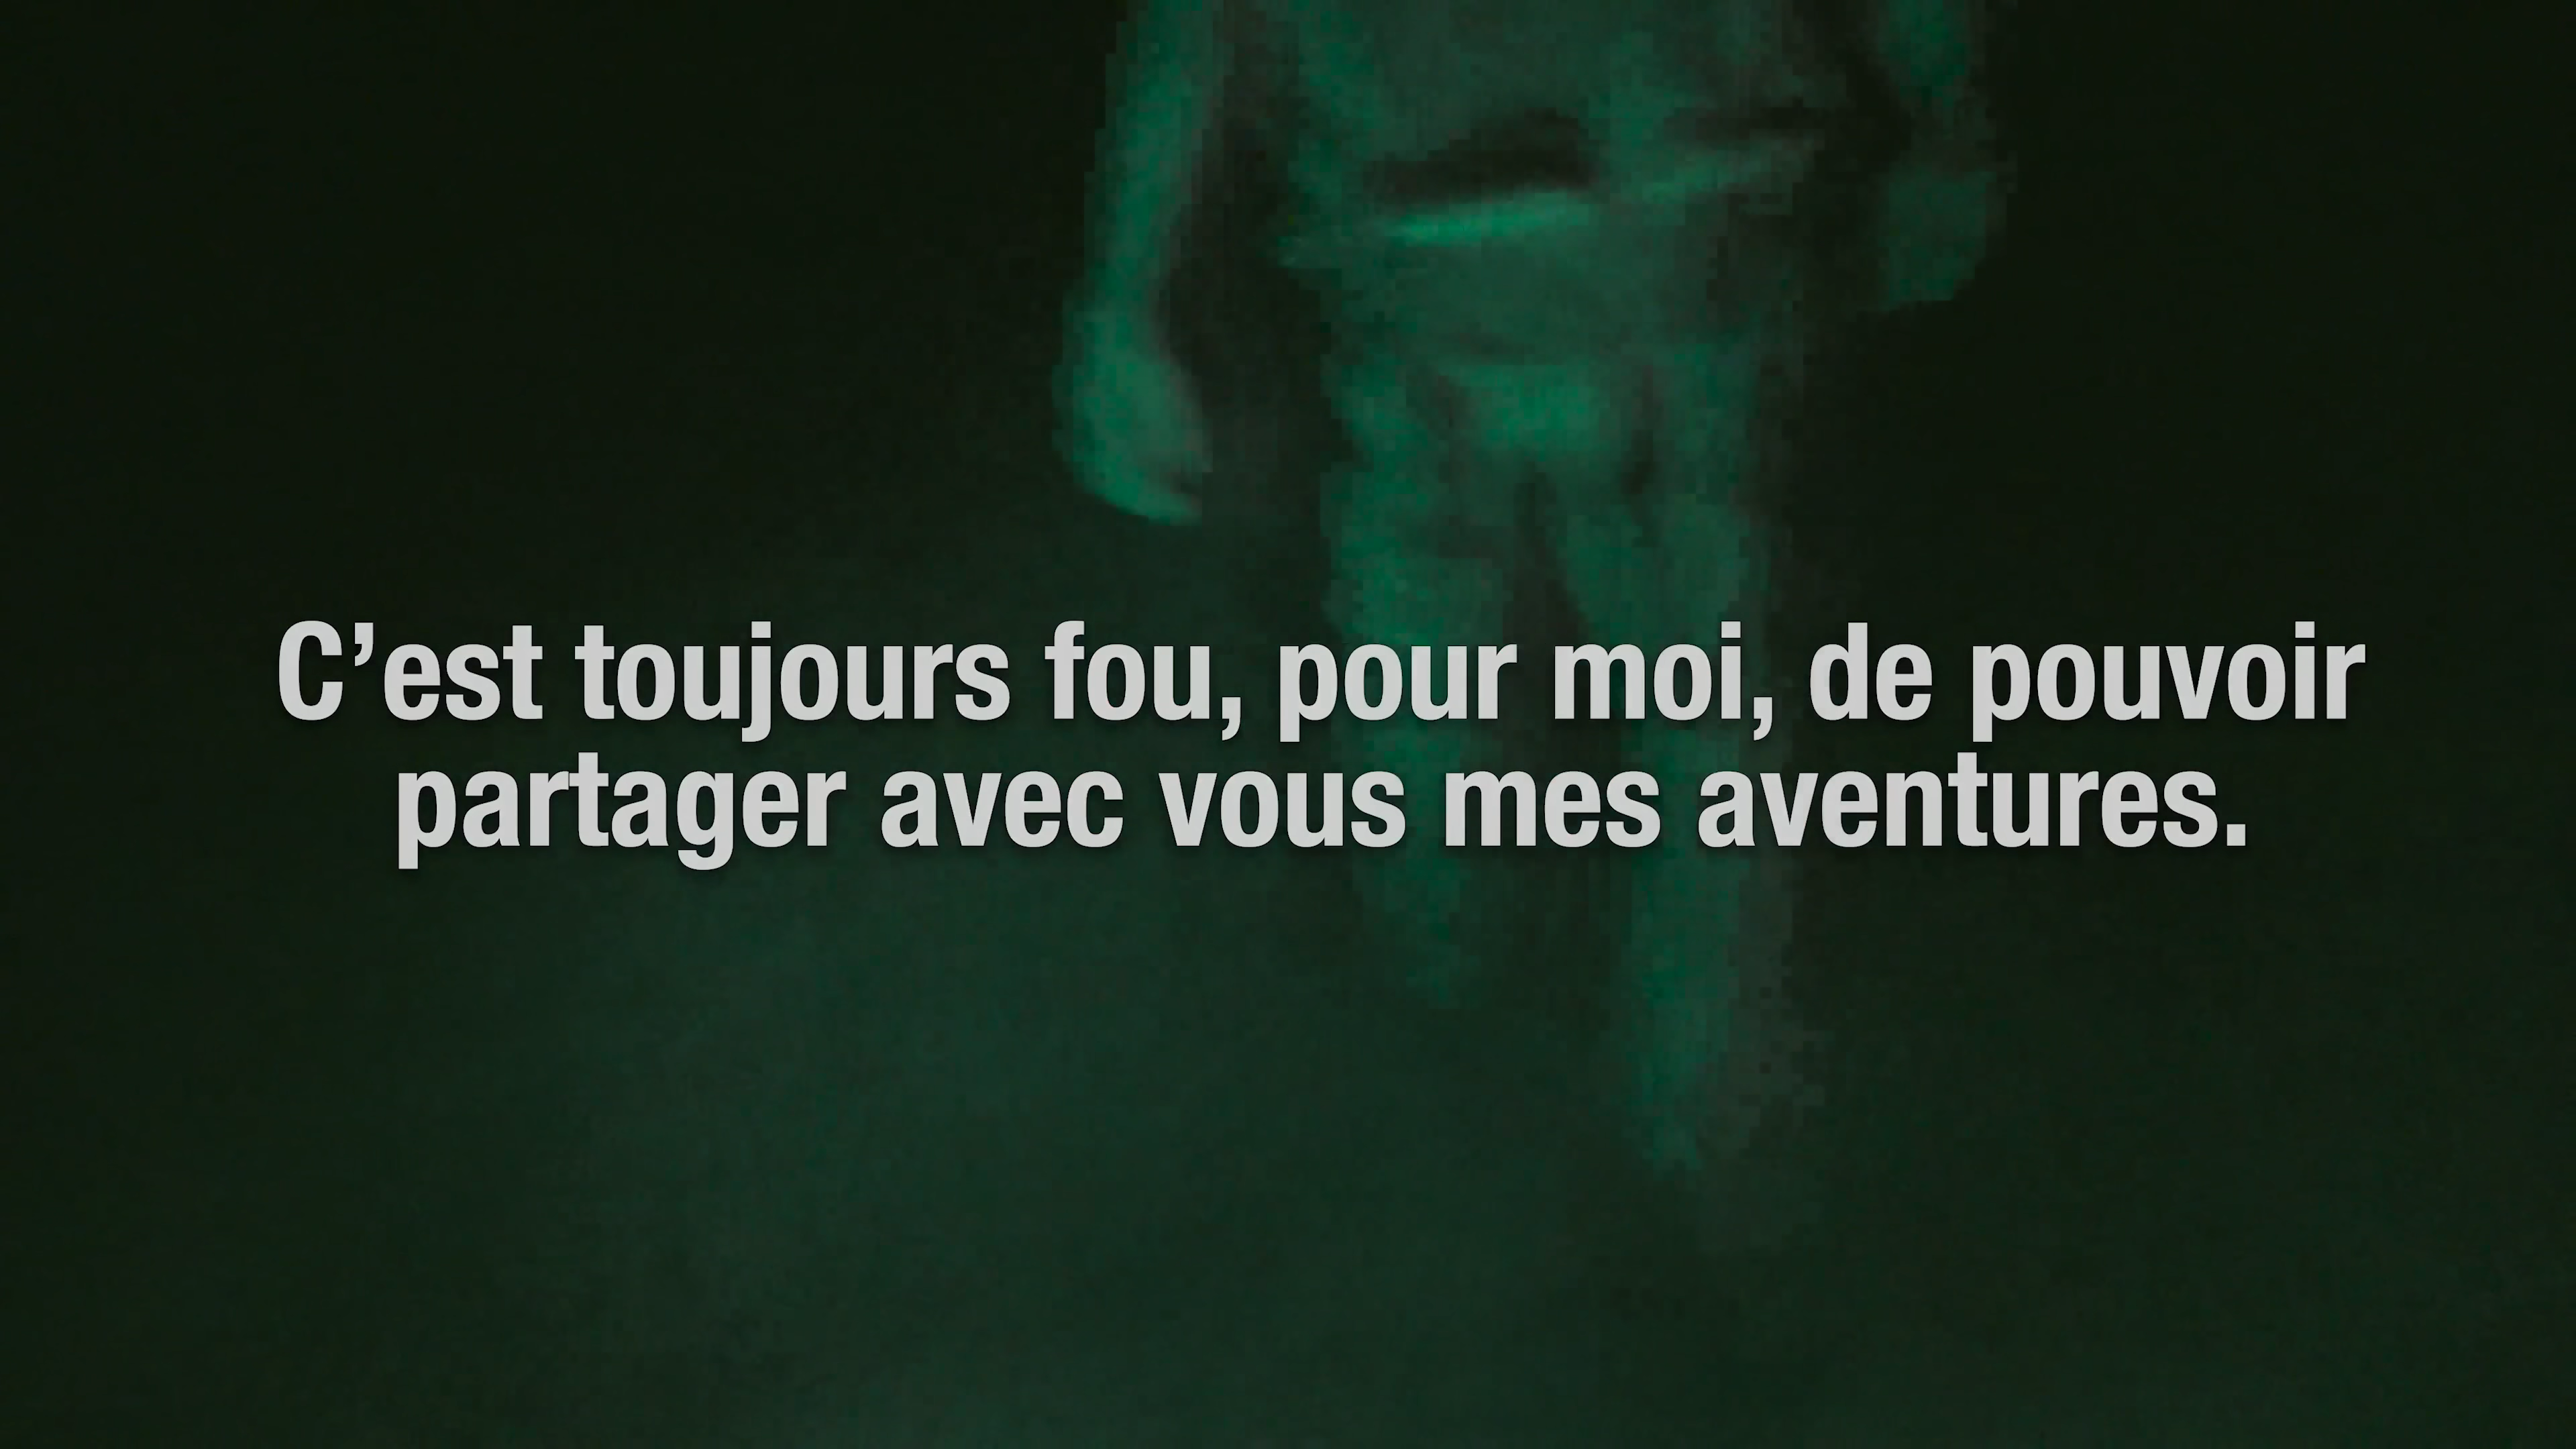 C’est toujours fou, pour moi, de pouvoir
partager avec vous mes aventures.